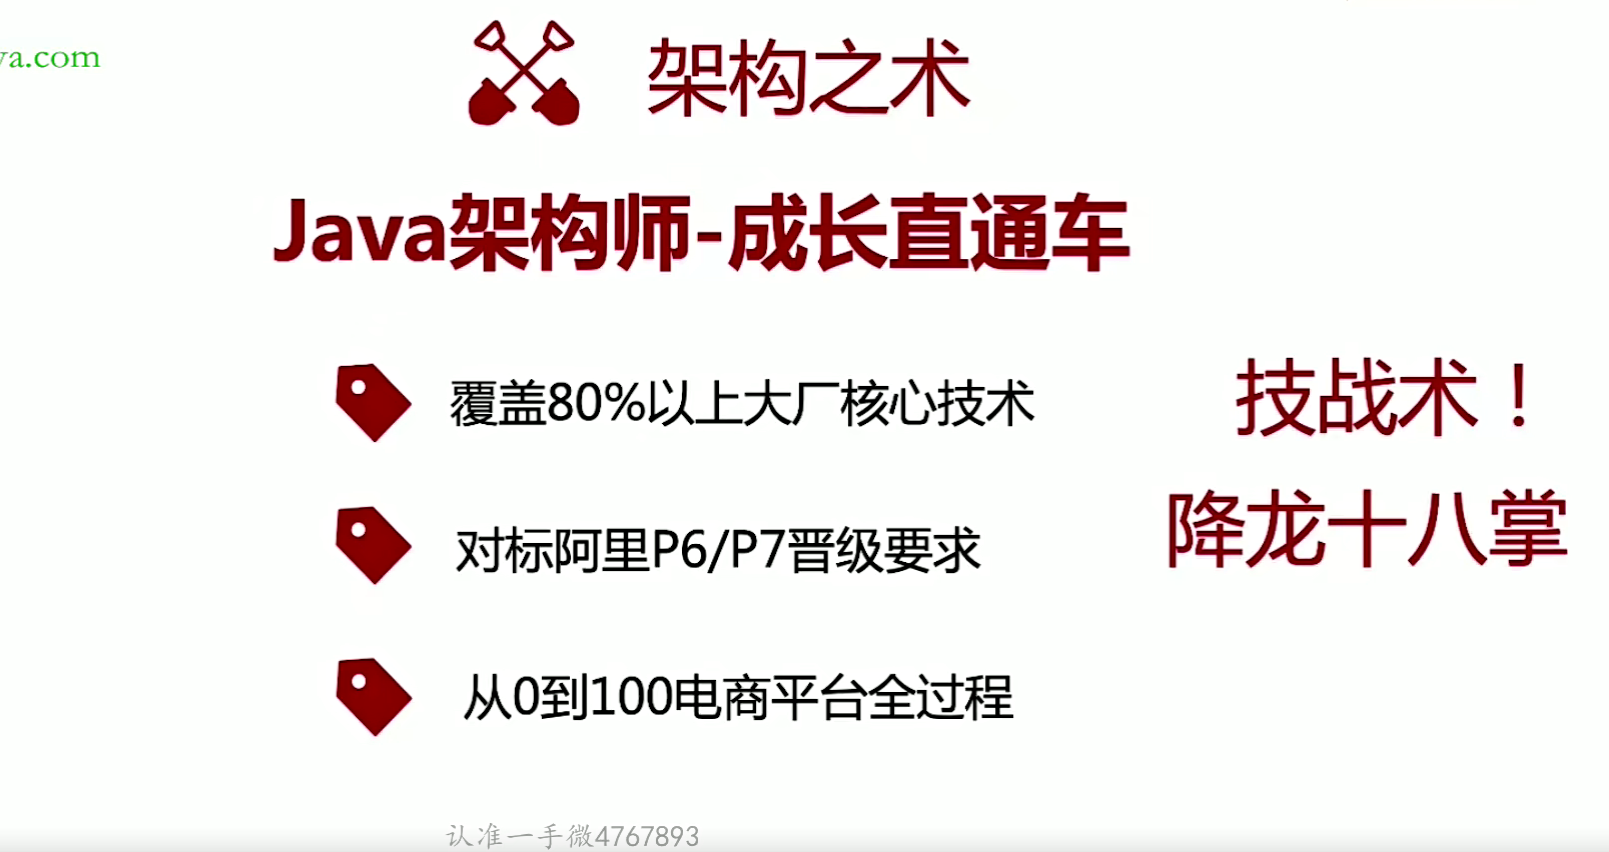 va.com
架构之术
Java架构师-成长直通车
覆盖80%以上大厂核心技术
技战术！
对标阿里P6/P7晋级要求
降龙十八掌
从0到100电商平台全过程
认准一手微4767893